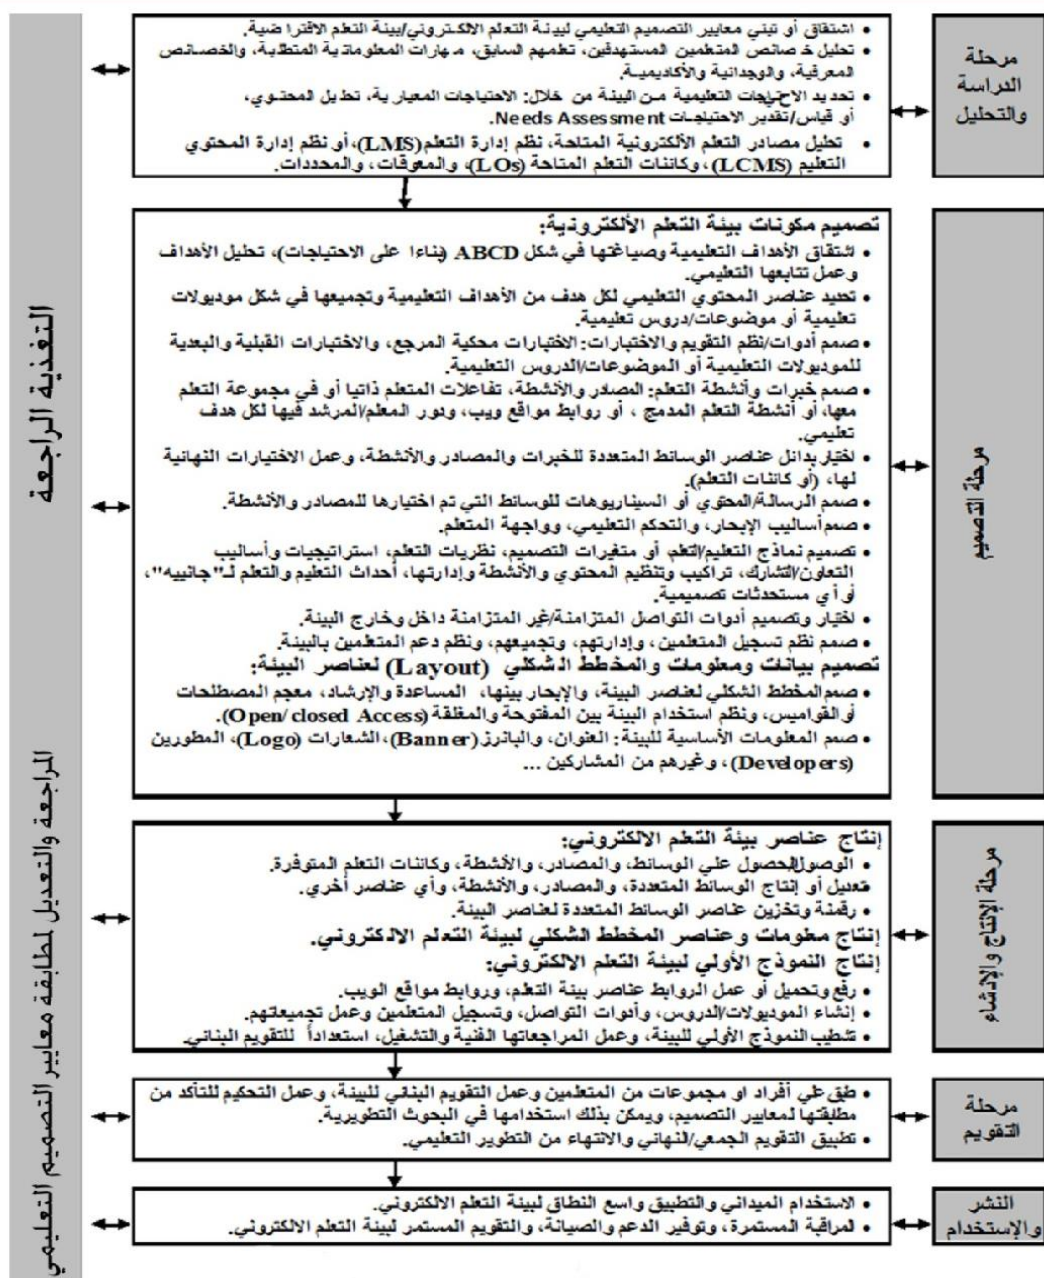 مرحلة
الدراسة
والتحليل
• اشتقاق أو تبني معايير التصميم التعليمي لبيئة التعلم الالكتروني/بيئة التعلم الافتراضية.
• تحليل خصائص المتعلمين المستهدفين، تعلمهم السابق، مهارات المعلوماتية المتطلبة، والخصائص
المعرفية، والوجدانية والأكاديمية.
• تحديد الاحتياجات التعليمية من البيئة من خلال: الاحتياجات المعيارية، تحليل المحتوي،
أو قياس/تقدير الاحتياجات Needs Assessment.
• تحليل مصادر التعلم الألكترونية المتاحة، نظم إدارة التعلم(LMS)، أو نظم إدارة المحتوي
التعليم (LCMS)، وكائنات التعلم المتاحة (LOs)، والمعوقات، والمحددات.
مرحلة التصميم
تصميم مكونات بيئة التعلم الألكترونية:
• اشتقاق الأهداف التعليمية وصياغتها في شكل ABCD (بناءا على الاحتياجات)، تحليل الأهداف
وعمل تتابعها التعليمي.
• تحديد عناصر المحتوي التعليمي لكل هدف من الأهداف التعليمية وتجميعها في شكل موديولات
تعليمية أو موضوعات/دروس تعليمية.
• صمم أدوات/نظم التقويم والاختبارات: الاختبارات محكية المرجع، والاختبارات القبلية والبعدية
للموديولات التعليمية أو الموضوعات/الدروس التعليمية.
• صمم خبرات وأنشطة التعلم: المصادر والأنشطة، تفاعلات المتعلم ذاتيا أو في مجموعة التعلم
معها، أو أنشطة التعلم المدمج ، أو روابط مواقع ويب، ودور المعلم/المرشد فيها لكل هدف
تعليمي.
• اختيار بدائل عناصر الوسائط المتعددة للخبرات والمصادر والأنشطة، وعمل الاختيارات النهائية
لها، (أو كائنات التعلم).
• صمم الرسالة/المحتوي أو السيناريوهات للوسائط التي تم اختيارها للمصادر والأنشطة.
• صمم أساليب الإبحار، والتحكم التعليمي، وواجهة المتعلم.
• تصميم نماذج التعليم/التعلم أو متغيرات التصميم، نظريات التعلم، استراتيجيات وأساليب
التعاون/التشارك، تراكيب وتنظيم المحتوي والأنشطة وإدارتها، أحداث التعليم والتعلم لـ"جانييه"،
أو أي مستحدثات تصميمية.
• اختيار وتصميم أدوات التواصل المتزامنة/غير المتزامنة داخل وخارج البيئة.
• صمم نظم تسجيل المتعلمين، وإدارتهم، وتجميعهم، ونظم دعم المتعلمين بالبيئة.
تصميم بيانات ومعلومات والمخطط الشكلي (Layout) لعناصر البيئة:
• صمم المخطط الشكلي لعناصر البيئة، والإبحار بينها، المساعدة والإرشاد، معجم المصطلحات
أو القواميس، ونظم استخدام البيئة بين المفتوحة والمغلقة (Open/closed Access).
• صمم المعلومات الأساسية للبيئة: العنوان، والبانرز(Banner)، الشعارات (Logo)، المطورين
(Developers)، وغيرهم من المشاركين ...
مرحلة الإنتاج والإنشاء
إنتاج عناصر بيئة التعلم الالكتروني:
• الوصول/الحصول علي الوسائط، والمصادر، والأنشطة، وكائنات التعلم المتوفرة.
• تعديل أو إنتاج الوسائط المتعددة، والمصادر، والأنشطة، وأي عناصر أخري.
• رقمنة وتخزين عناصر الوسائط المتعددة لعناصر البيئة.
إنتاج معلومات وعناصر المخطط الشكلي لبيئة التعلم الالكتروني.
إنتاج النموذج الأولي لبيئة التعلم الالكتروني:
• رفع وتحميل أو عمل الروابط عناصر بيئة التعلم، وروابط مواقع الويب.
• إنشاء الموديولات/الدروس، وأدوات التواصل، وتسجيل المتعلمين وعمل تجميعاتهم.
• تشطيب النموذج الأولي للبيئة، وعمل المراجعاتها الفنية والتشغيل، استعداداً للتقويم البنائي.
مرحلة
التقويم
• طبق علي أفراد او مجموعات من المتعلمين وعمل التقويم البنائي للبيئة، وعمل التحكيم للتأكد من
مطابقتها لمعايير التصميم، ويمكن بذلك استخدامها في البحوث التطويرية.
• تطبيق التقويم الجمعي/النهائي والانتهاء من التطوير التعليمي.
النشر
والإستخدام
• الاستخدام الميداني والتطبيق واسع النطاق لبيئة التعلم الالكتروني.
• المراقبة المستمرة، وتوفير الدعم والصيانة، والتقويم المستمر لبيئة التعلم الالكتروني.
التغذية الراجعة
المراجعة والتعديل لمطابقة معايير التصميم التعليمي